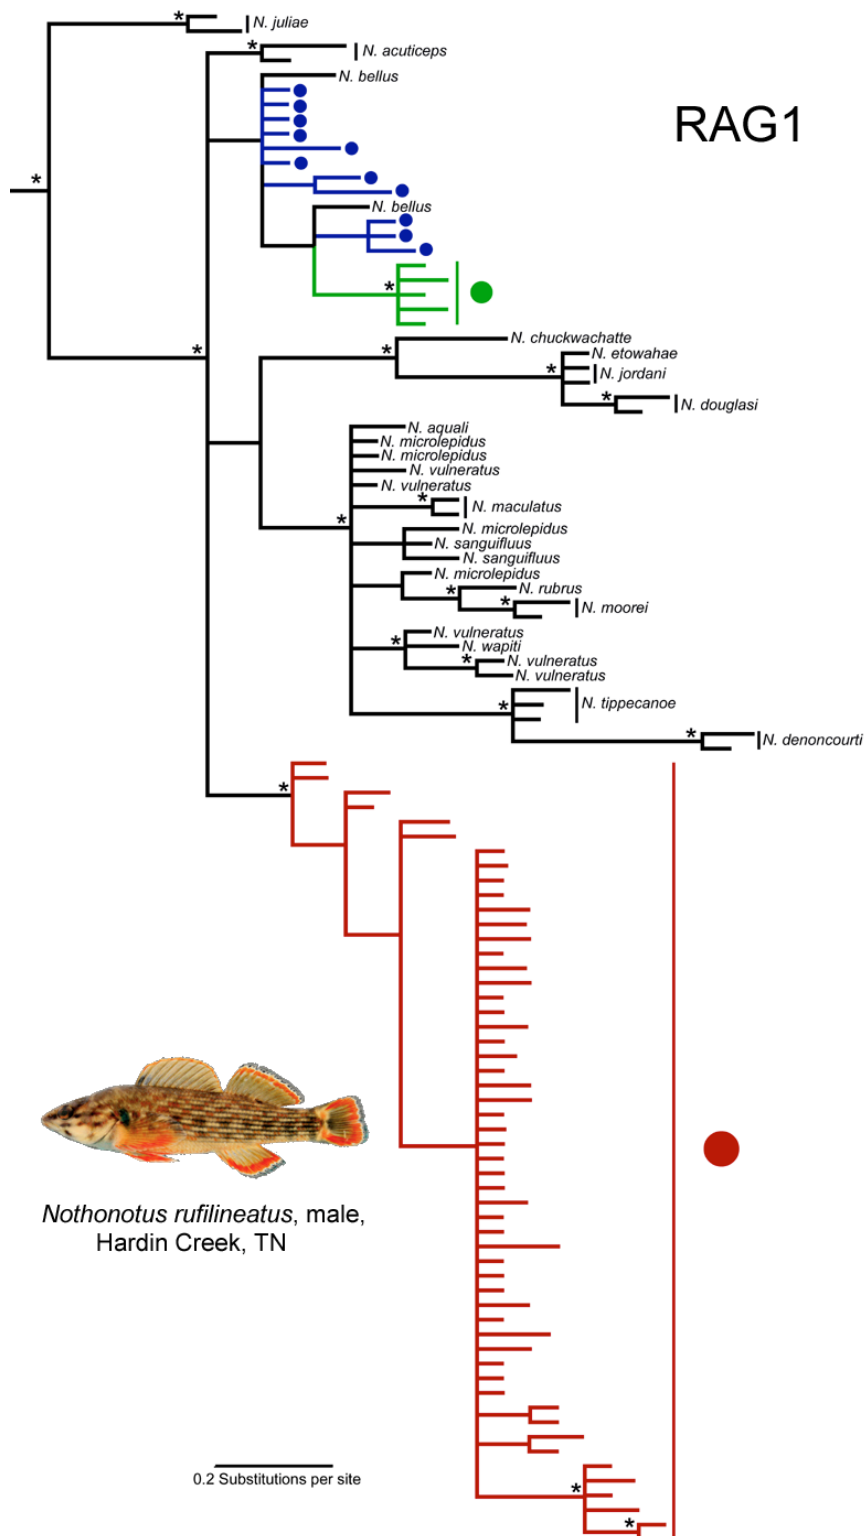 * N. juliae
* N. acuticeps
N. bellus
RAG1
*
N. bellus
*
N. chuckwachatte
* *
N. etowahae
* N. jordani
* N. douglasi
N. aquali
N. microlepidus
N. microlepidus
N. vulneratus
N. vulneratus
* N. maculatus
*
N. microlepidus
N. sanguifluus
N. sanguifluus
N. microlepidus
* N. rubrus
* N. moorei
N. vulneratus
* N. wapiti
* N. vulneratus
N. vulneratus
* N. tippecanoe
* N. denoncourti
*
Nothonotus rufilineatus, male,
Hardin Creek, TN
0.2 Substitutions per site
*
*